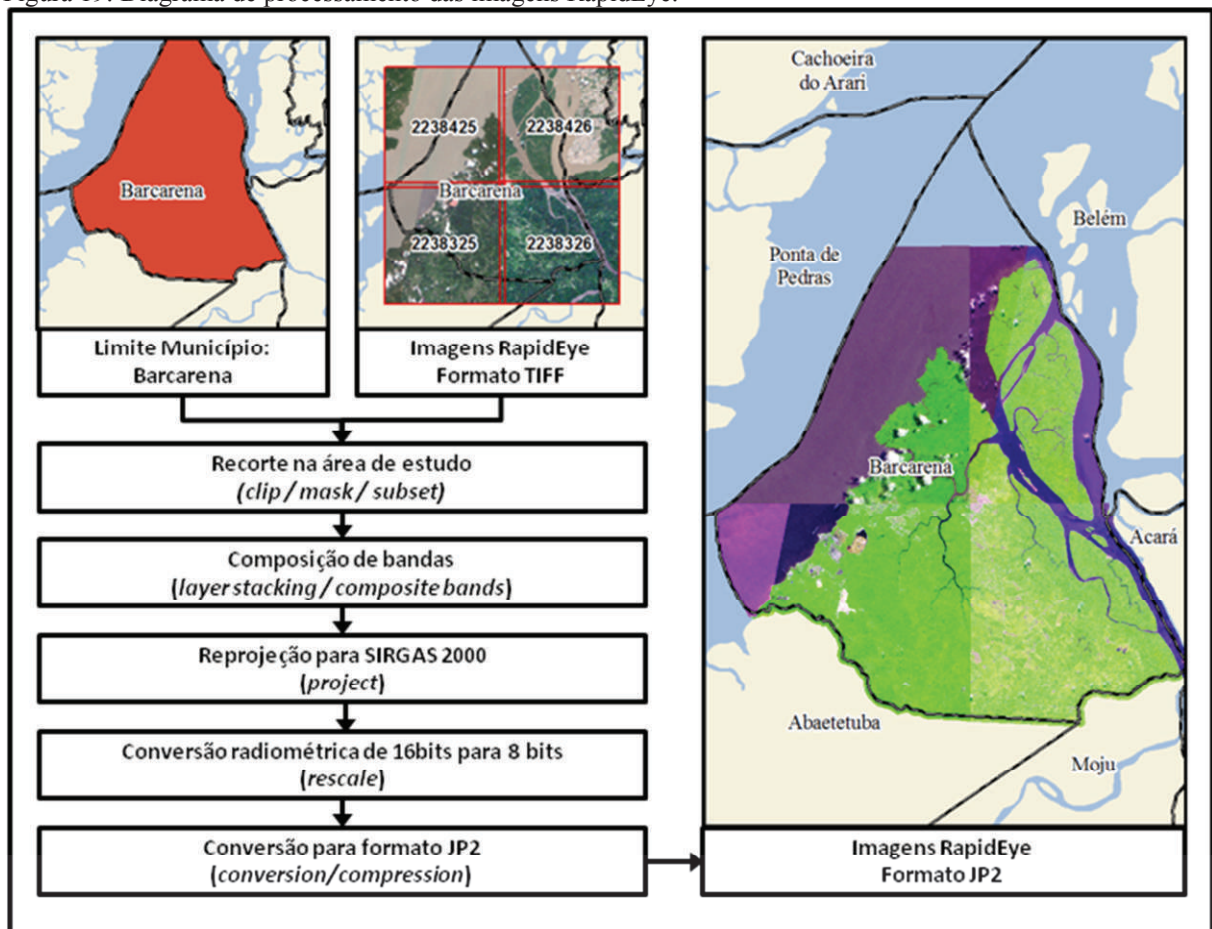 Figura 19: Diagrama de processamento das imagens RapidEye.
Barcarena
Limite Município:
Barcarena
2238425
2238426
Barcarena
2238325
2238326
Imagens RapidEye
Formato TIFF
Recorte na área de estudo
(clip / mask / subset)
Composição de bandas
(layer stacking / composite bands)
Reprojeção para SIRGAS 2000
(project)
Conversão radiométrica de 16bits para 8 bits
(rescale)
Conversão para formato JP2
(conversion/compression)
Cachoeira
do Arari
Belém
Ponta de
Pedras
Barcarena
Acará
Abaetetuba
Moju
Imagens RapidEye
Formato JP2